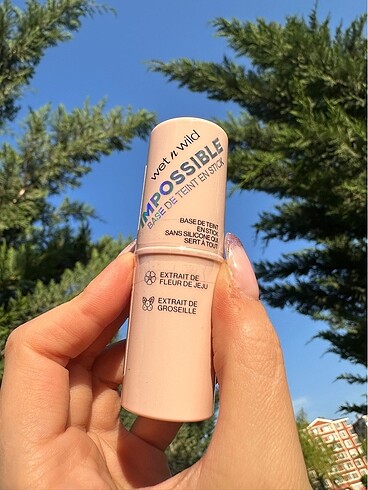 wet n wild
IMPOSSIBLE
BASE DE TEINT EN STICK
BASE DE TEINT
EN STICK
SANS SILICONE QUI
SERT À TOUT
EXTRAIT DE
FLEUR DE JEJU
EXTRAIT DE
GROSEILLE